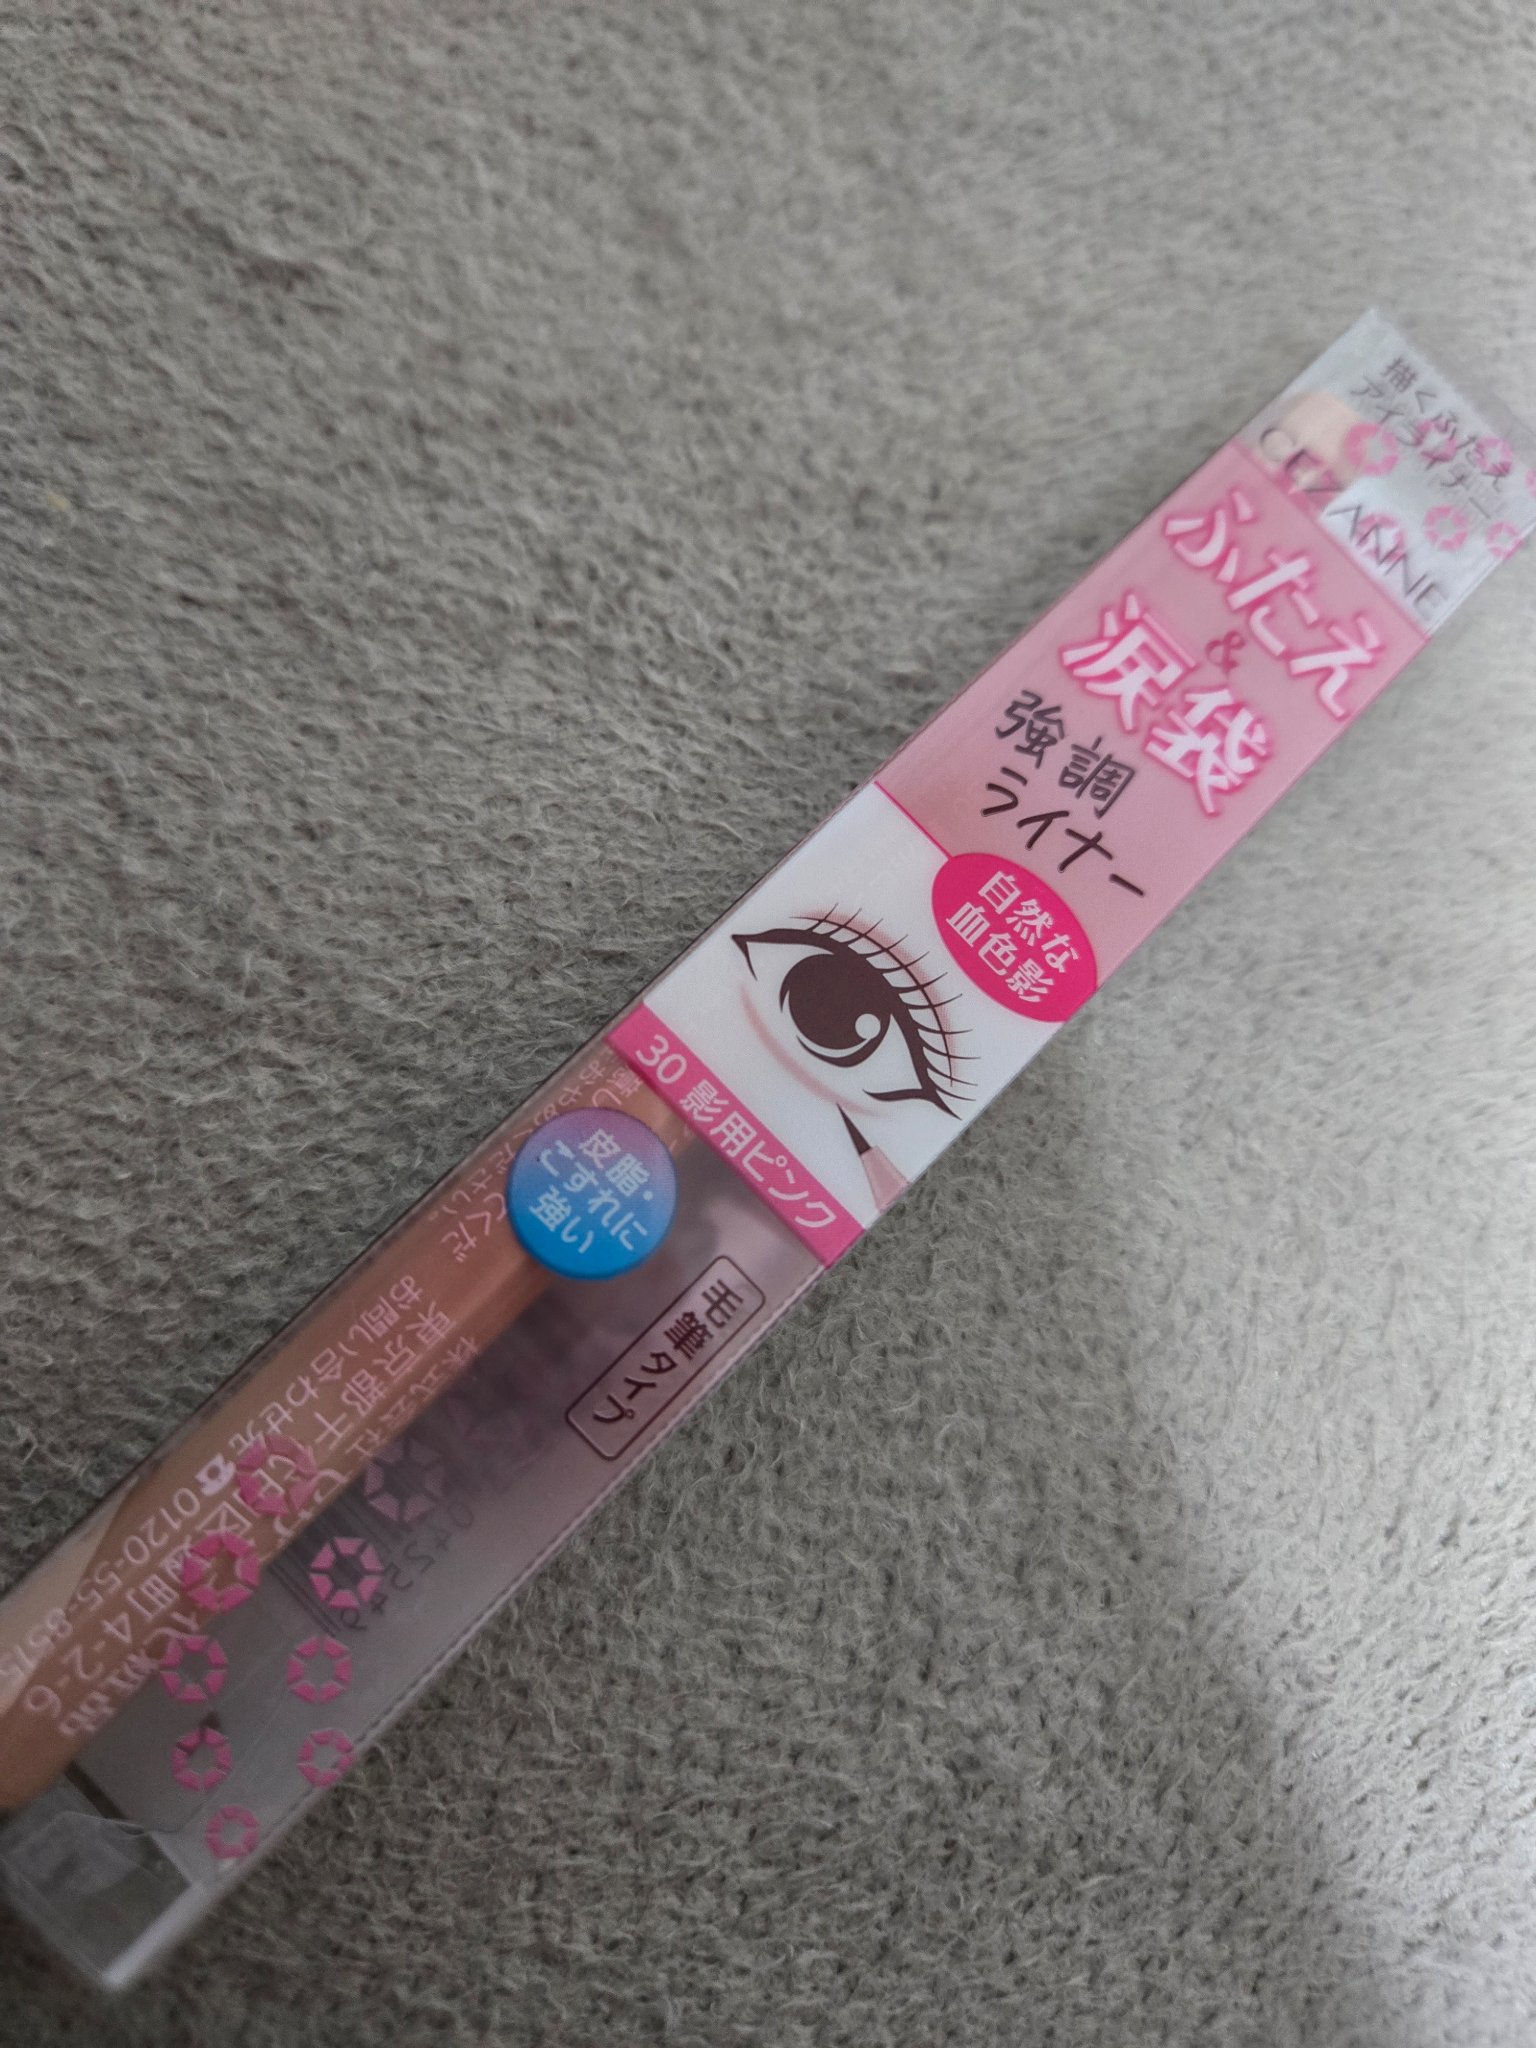 描くふたえ
アイライナー
CEZANNE
ふたえ
&
涙袋
強調
ライナー
自然な
血色影
30 影用ピンク
皮脂・
こすれに
強い
毛筆タイプ
お問い合わせ先☎0120-55-8515